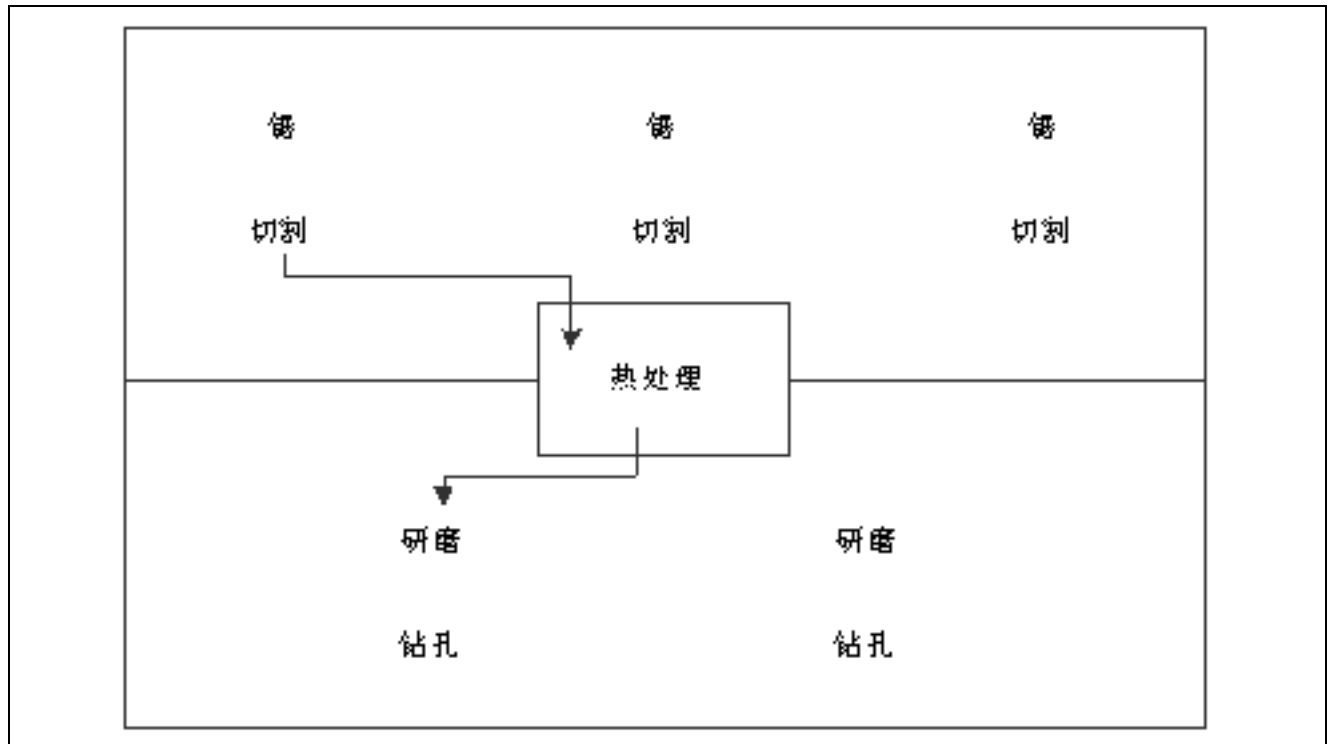 锯 锯 锯
切割 切割 切割
热处理
研磨 研磨
钻孔 钻孔